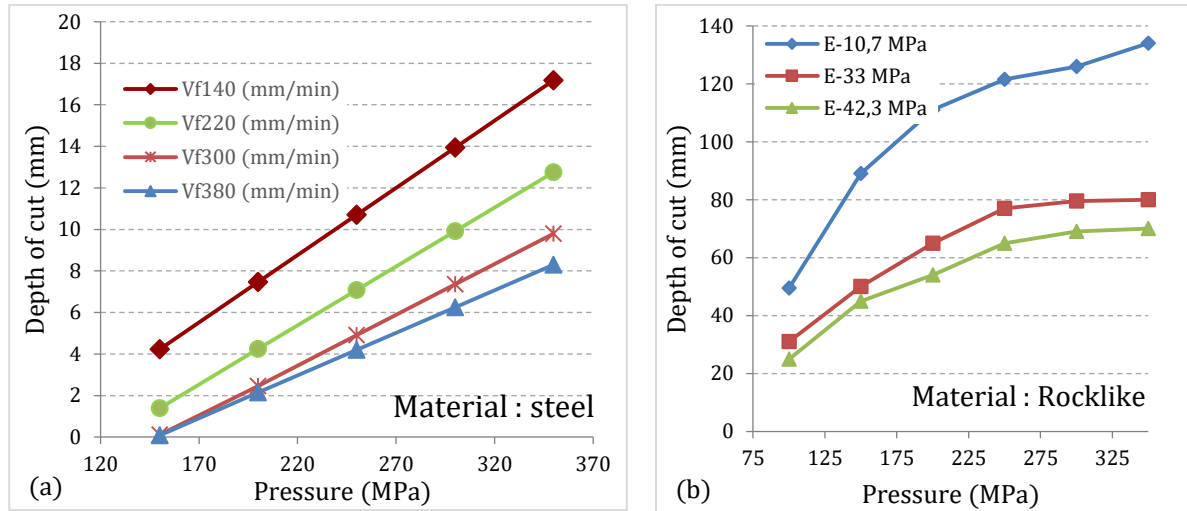 20
18
16
14
12
10
8
6
4
2
0
Depth of cut (mm)
Vf140 (mm/min)
Vf220 (mm/min)
Vf300 (mm/min)
Vf380 (mm/min)
Material : steel
120 170 220 270 320 370
Pressure (MPa)
(a)
140
120
100
80
60
40
20
0
Depth of cut (mm)
E-10,7 MPa
E-33 MPa
E-42,3 MPa
Material : Rocklike
75 125 175 225 275 325
Pressure (MPa)
(b)